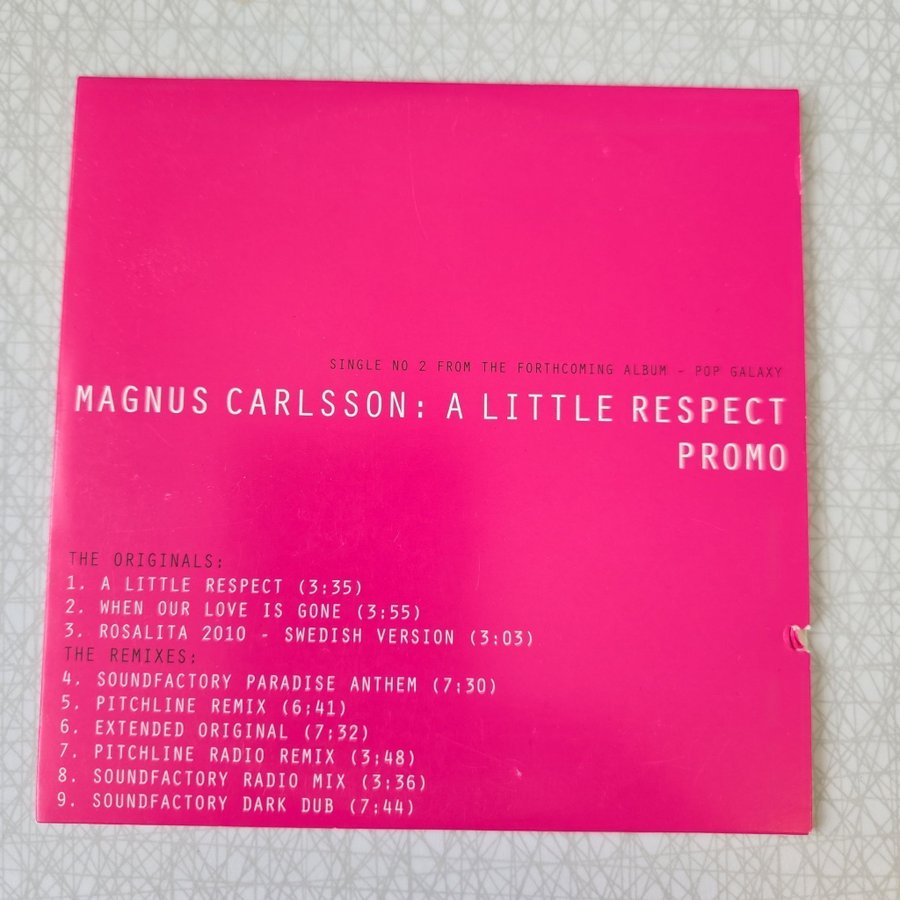 SINGLE NO 2 FROM THE FORTHCOMING ALBUM - POP GALAXY
MAGNUS CARLSSON: A LITTLE RESPECT
PROMO
THE ORIGINALS:
1. A LITTLE RESPECT (3:35)
2. WHEN OUR LOVE IS GONE (3:55)
3. ROSALITA 2010 - SWEDISH VERSION (3:03)
THE REMIXES:
4. SOUNDFACTORY PARADISE ANTHEM (7:30)
5. PITCHLINE REMIX (6:41)
6. EXTENDED ORIGINAL (7:32)
7. PITCHLINE RADIO REMIX (3:48)
8. SOUNDFACTORY RADIO MIX (3:36)
9. SOUNDFACTORY DARK DUB (7:44)